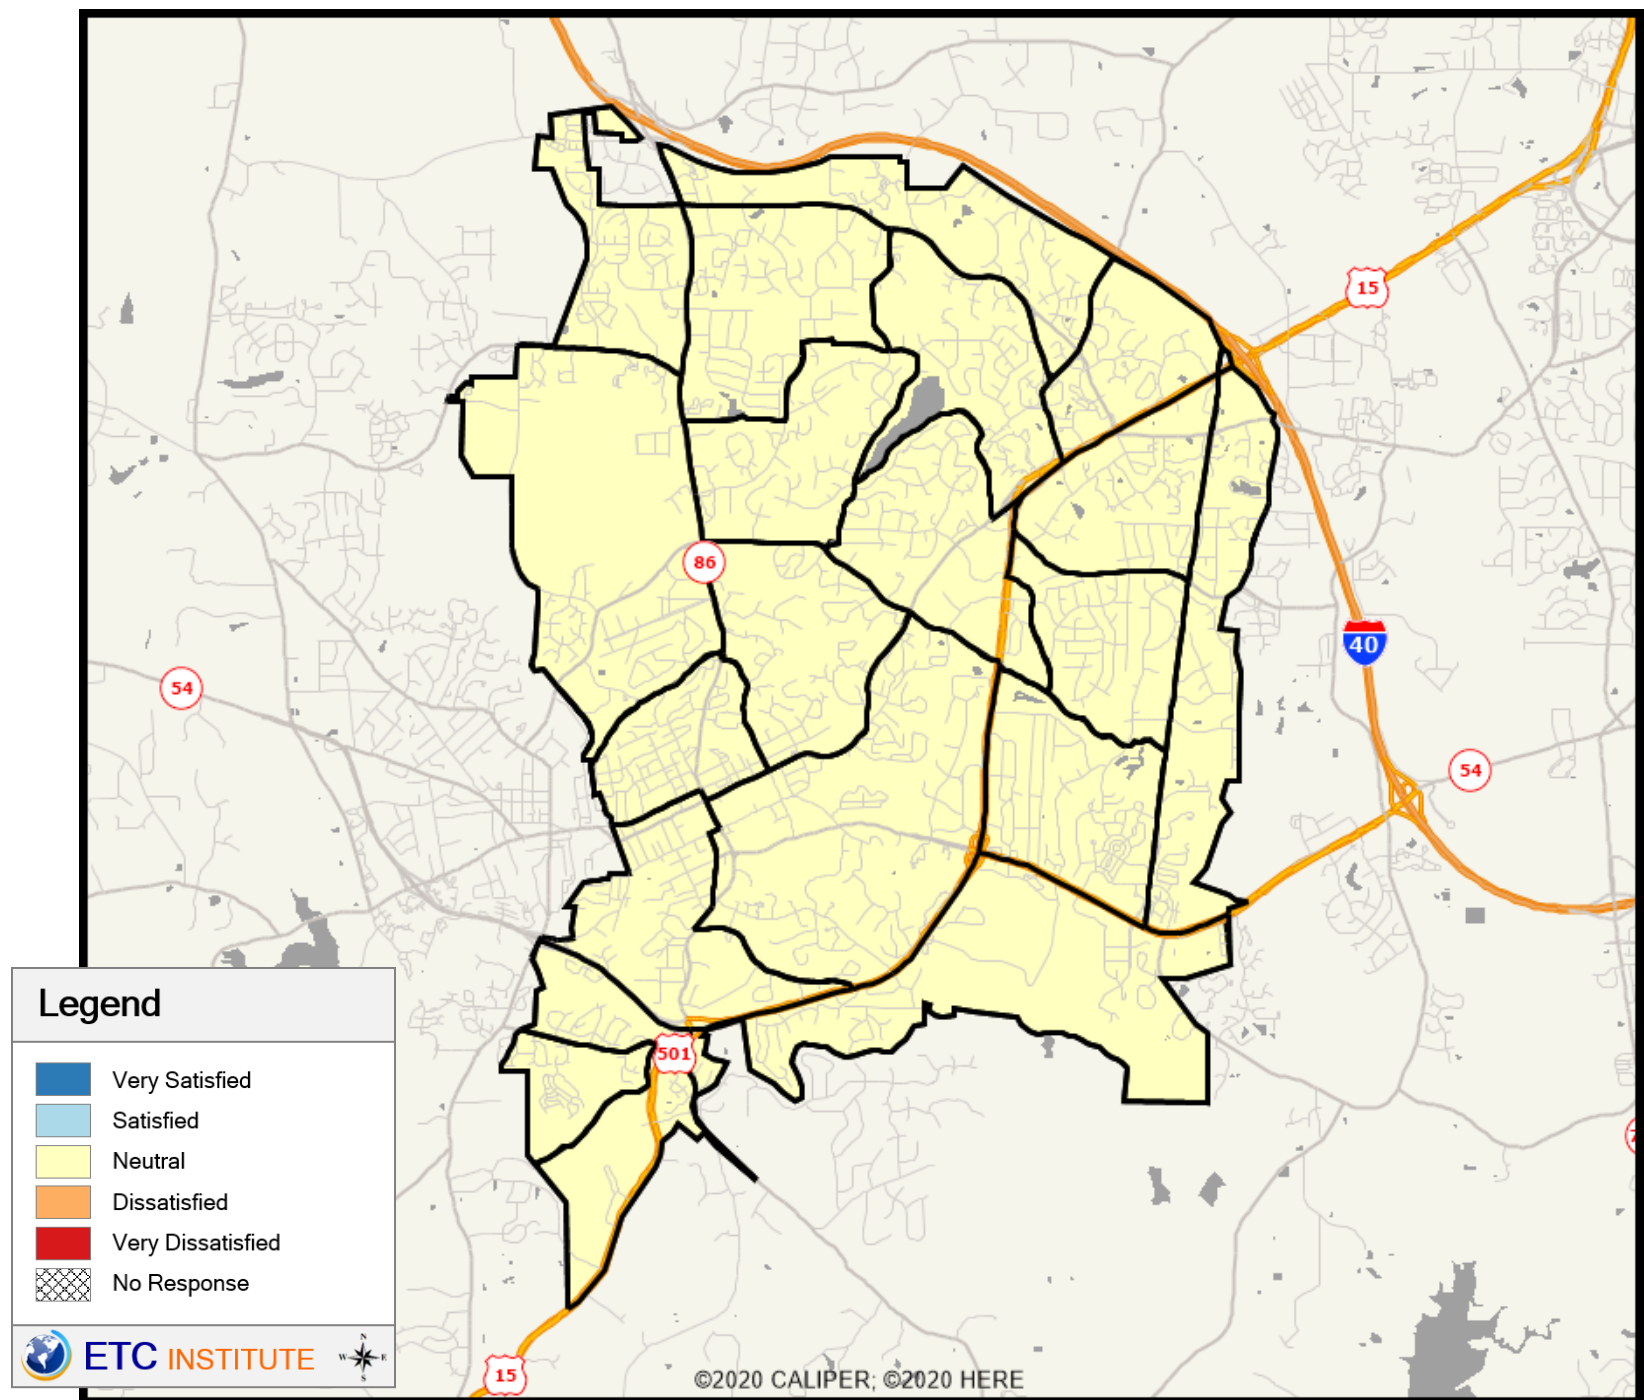 15
86
40
54
54
501
Legend
Very Satisfied
Satisfied
Neutral
Dissatisfied
Very Dissatisfied
No Response
ETC INSTITUTE
N
W E
S
15
©2020 CALIPER; ©2020 HERE